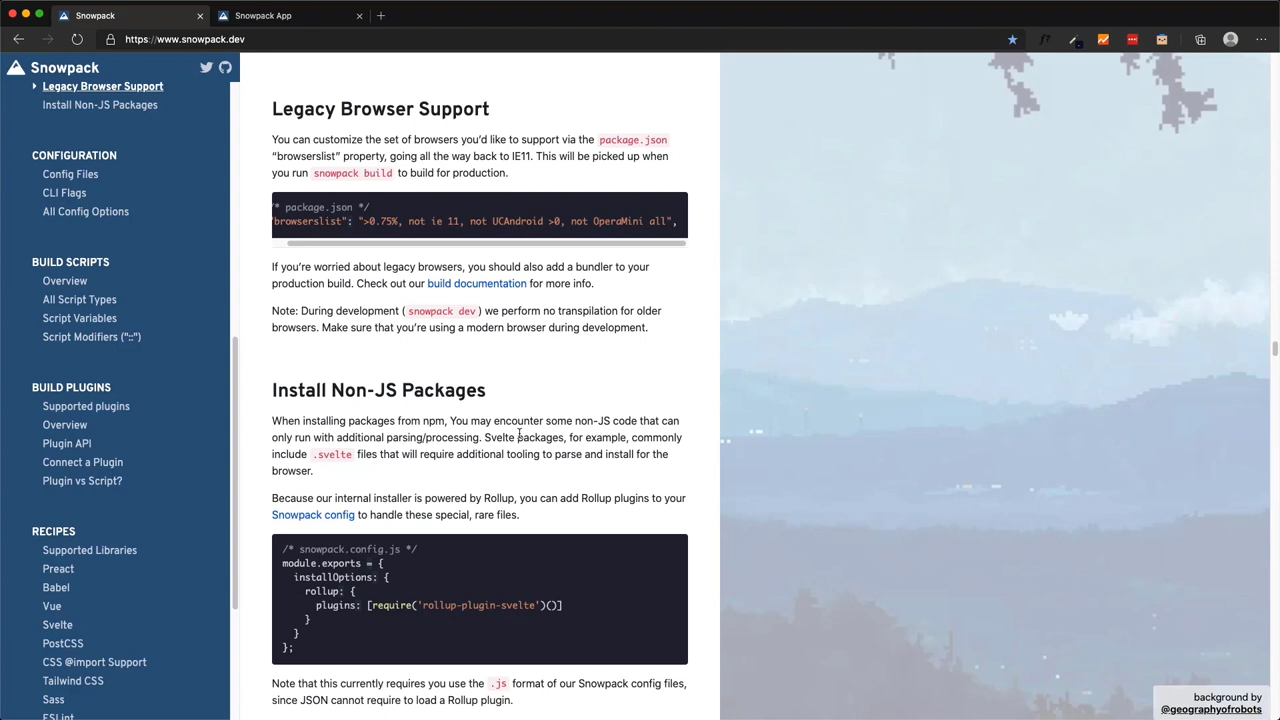 Snowpack
Snowpack App
https://www.snowpack.dev
Snowpack
Legacy Browser Support
Install Non-JS Packages
CONFIGURATION
Config Files
CLI Flags
All Config Options
BUILD SCRIPTS
Overview
All Script Types
Script Variables
Script Modifiers ("::")
BUILD PLUGINS
Supported plugins
Overview
Plugin API
Connect a Plugin
Plugin vs Script?
RECIPES
Supported Libraries
Preact
Babel
Vue
Svelte
PostCSS
CSS @import Support
Tailwind CSS
Sass
ESLint
Legacy Browser Support
You can customize the set of browsers you’d like to support via the package.json
“browserslist” property, going all the way back to IE11. This will be picked up when
you run snowpack build to build for production.
/* package.json */
"browserslist": ">0.75%, not ie 11, not UCAndroid >0, not OperaMini all",
If you’re worried about legacy browsers, you should also add a bundler to your
production build. Check out our build documentation for more info.
Note: During development ( snowpack dev ) we perform no transpilation for older
browsers. Make sure that you’re using a modern browser during development.
Install Non-JS Packages
When installing packages from npm, You may encounter some non-JS code that can
only run with additional parsing/processing. Svelte packages, for example, commonly
include .svelte files that will require additional tooling to parse and install for the
browser.
Because our internal installer is powered by Rollup, you can add Rollup plugins to your
Snowpack config to handle these special, rare files.
/* snowpack.config.js */
module.exports = {
installOptions: {
rollup: {
plugins: [require('rollup-plugin-svelte')()]
}
}
};
Note that this currently requires you use the .js format of our Snowpack config files,
since JSON cannot require to load a Rollup plugin.
background by
@geographyofrobots